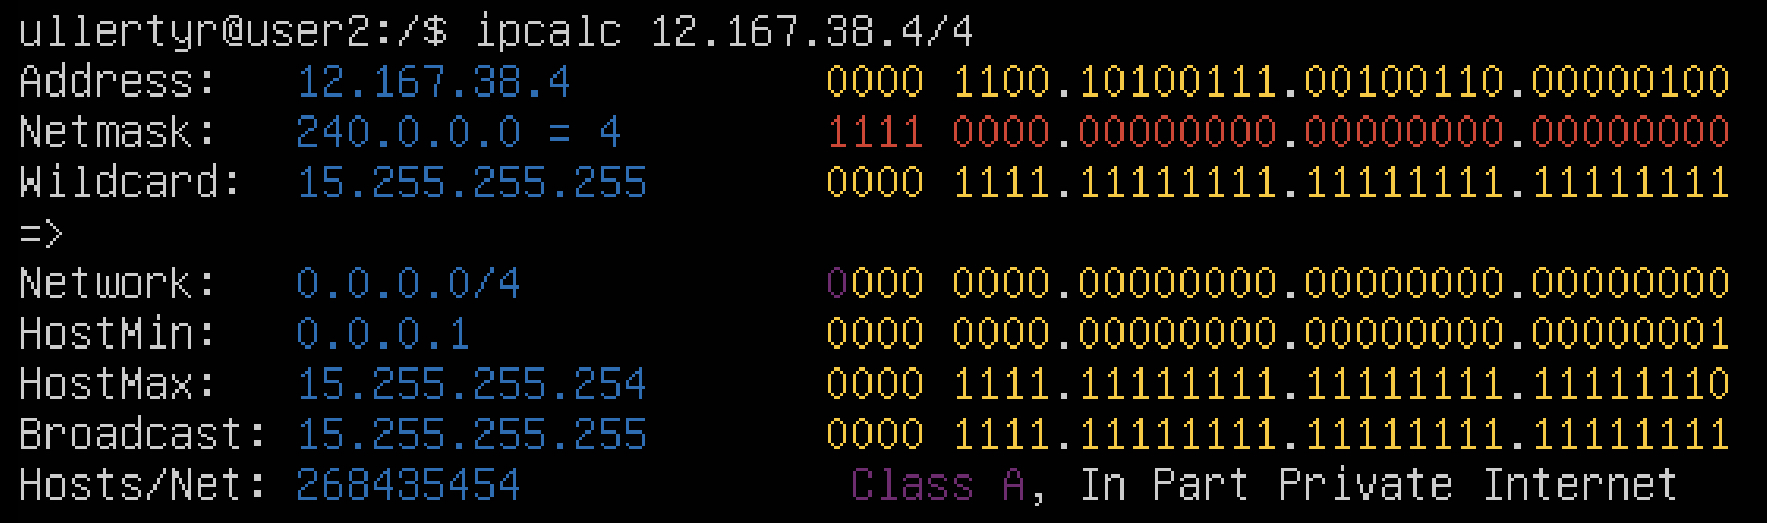 ullertyr@user2:/$ ipcalc 12.167.38.4/4
Address:   12.167.38.4           0000 1100.10100111.00100110.00000100
Netmask:   240.0.0.0 = 4         1111 0000.00000000.00000000.00000000
Wildcard:  15.255.255.255        0000 1111.11111111.11111111.11111111
=>
Network:   0.0.0.0/4             0000 0000.00000000.00000000.00000000
HostMin:   0.0.0.1               0000 0000.00000000.00000000.00000001
HostMax:   15.255.255.254        0000 1111.11111111.11111111.11111110
Broadcast: 15.255.255.255        0000 1111.11111111.11111111.11111111
Hosts/Net: 268435454              Class A, In Part Private Internet